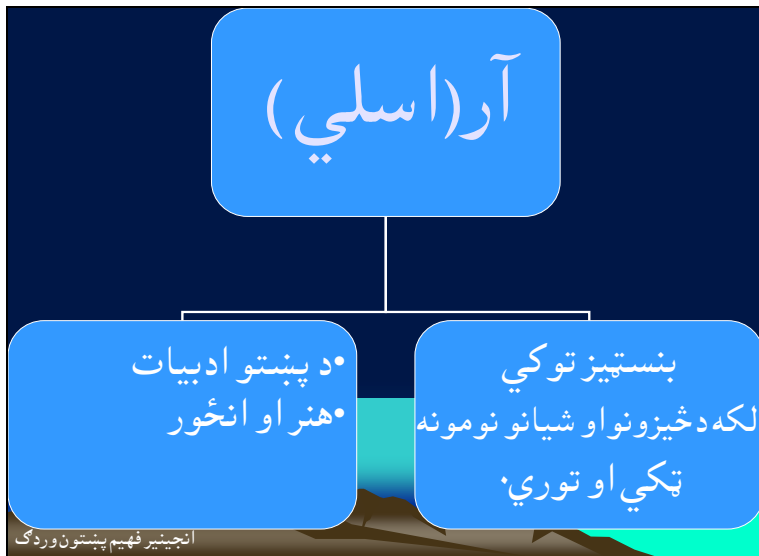 آر(اسلي)
بنسټيز توکي
لکه دځيزونو او شيانو نومونه
ټکي او توري.
•د پښتو ادبيات
•هنر او انځور
انجينير فهيم پښتون وردګ